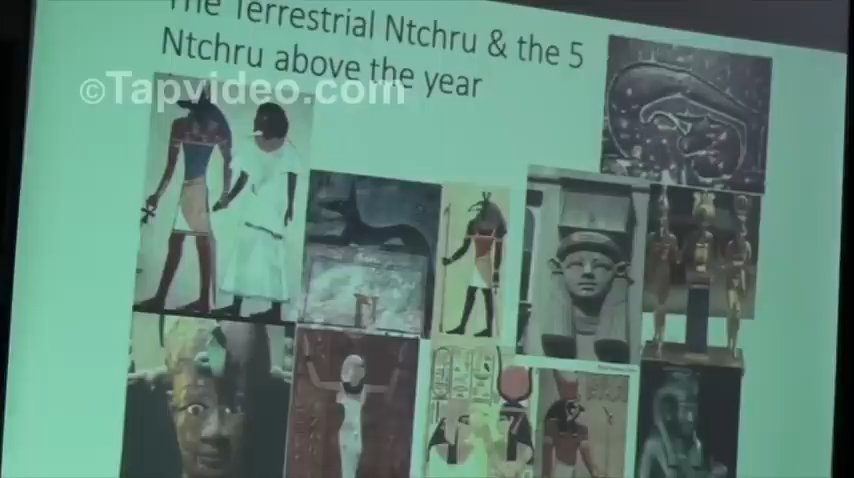 The Terrestrial Ntchru & the 5
Ntchru above the year
©Tapvideo.com